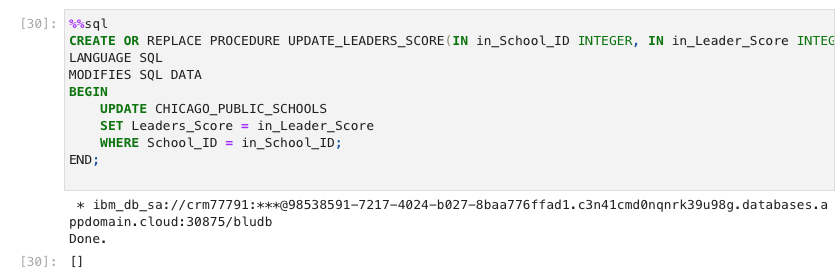 [30]: %%sql
CREATE OR REPLACE PROCEDURE UPDATE_LEADERS_SCORE(IN in_School_ID INTEGER, IN in_Leader_Score INTEG
LANGUAGE SQL
MODIFIES SQL DATA
BEGIN
    UPDATE CHICAGO_PUBLIC_SCHOOLS
    SET Leaders_Score = in_Leader_Score
    WHERE School_ID = in_School_ID;
END;
* ibm_db_sa://crm77791:***@98538591-7217-4024-b027-8baa776ffad1.c3n41cmd0nqnrk39u98g.databases.a
ppdomain.cloud:30875/bludb
Done.
[30]: []